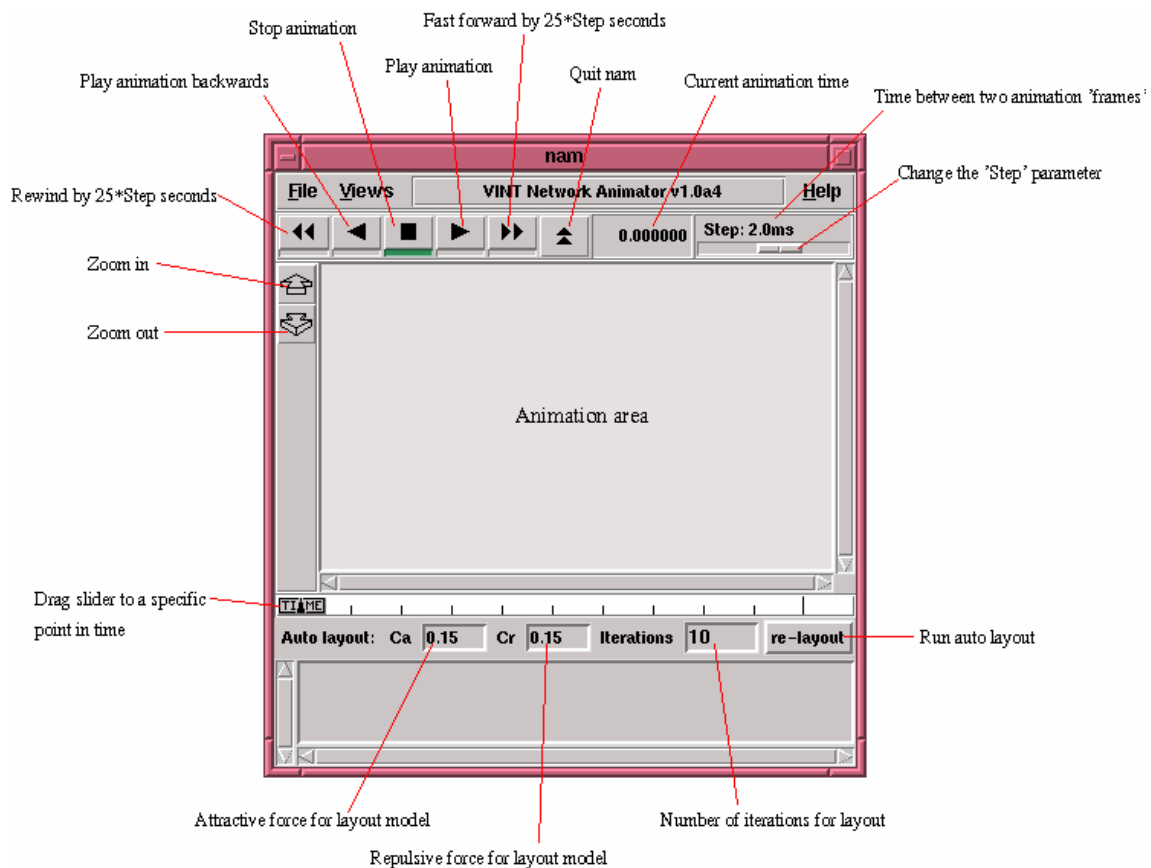 Fast forward by 25*Step seconds
Stop animation
Play animation
Quit nam
Play animation backwards
Current animation time
Time between two animation 'frames'
nam
Change the 'Step' parameter
File Views VINT Network Animator v1.0a4 Help
Rewind by 25*Step seconds
0.000000 Step: 2.0ms
Zoom in
Zoom out
Animation area
Drag slider to a specific
point in time
TIME
Auto layout: Ca 0.15 Cr 0.15 Iterations 10 re-layout
Run auto layout
Attractive force for layout model
Number of iterations for layout
Repulsive force for layout model